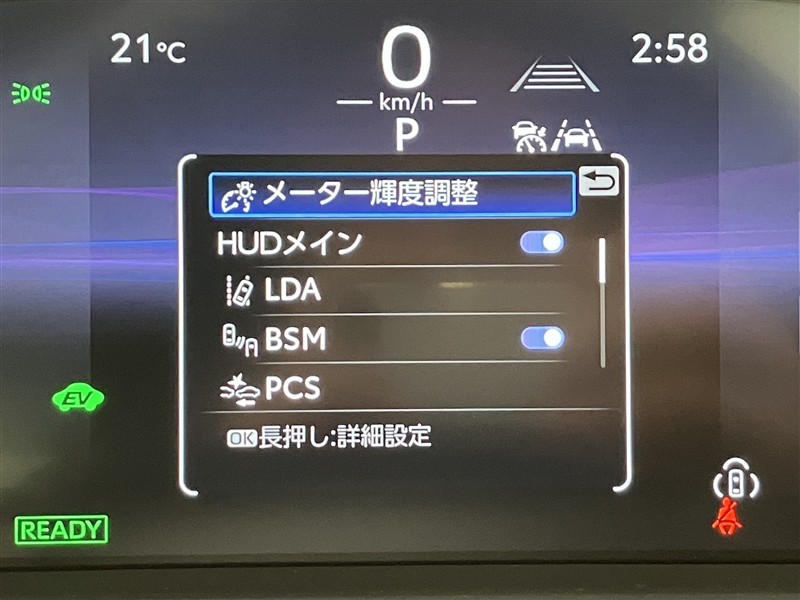 21℃
0
2:58
km/h
P
メーター輝度調整
HUDメイン
LDA
BSM
EV
PCS
OK長押し:詳細設定
READY